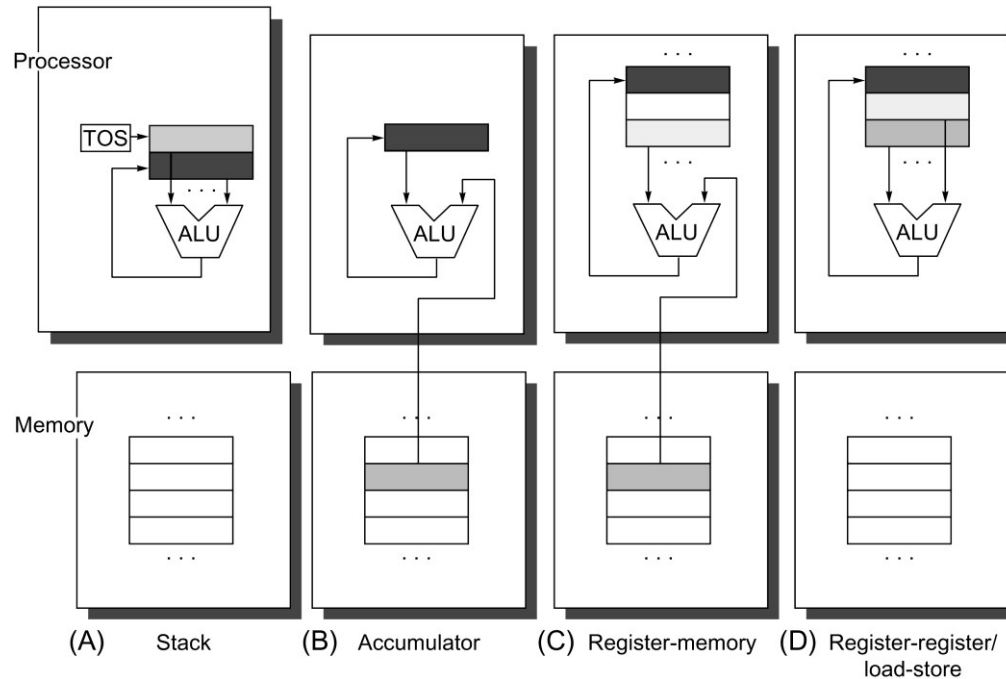 Processor
TOS
. . .
ALU
ALU
. . .
. . .
ALU
. . .
. . .
ALU
Memory
. . .
. . .
. . .
. . .
. . .
. . .
. . .
. . .
(A) Stack
(B) Accumulator
(C) Register-memory
(D) Register-register/
load-store